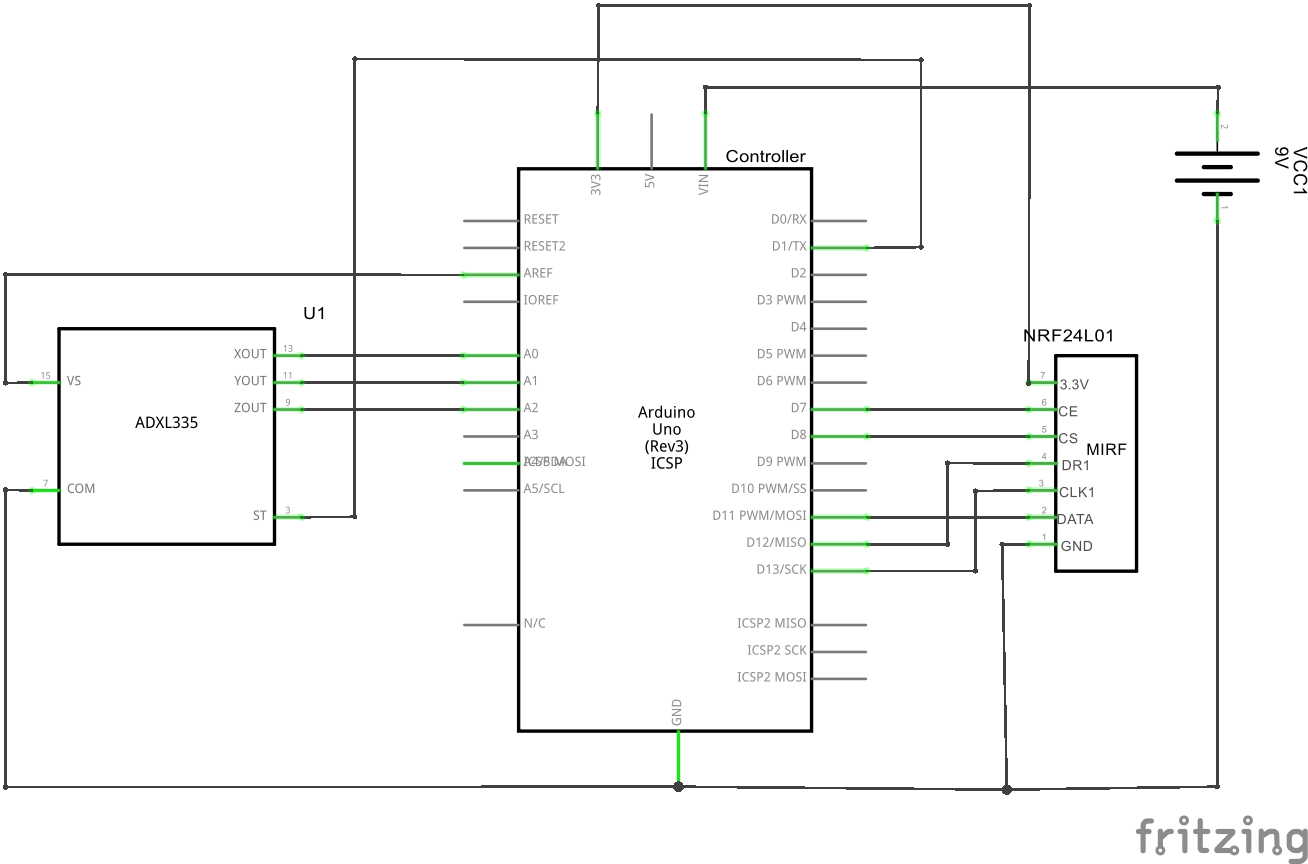 Controller
3V3
5V
VIN
2
VCC1
9V
1
RESET
RESET2
AREF
IOREF
A0
A1
A2
A3
A5/SCL
N/C
D0/RX
D1/TX
D2
D3 PWM
D4
D5 PWM
D6 PWM
D7
D8
D9 PWM
D10 PWM/SS
D11 PWM/MOSI
D12/MISO
D13/SCK
ICSP2 MISO
ICSP2 SCK
ICSP2 MOSI
GND
Arduino
Uno
(Rev3)
ICSP
U1
15 VS
7 COM
ADXL335
XOUT 13
YOUT 11
ZOUT 9
ST 3
NRF24L01
7 3.3V
6 CE
5 CS
MIRF
4 DR1
3 CLK1
2 DATA
1 GND
fritzing